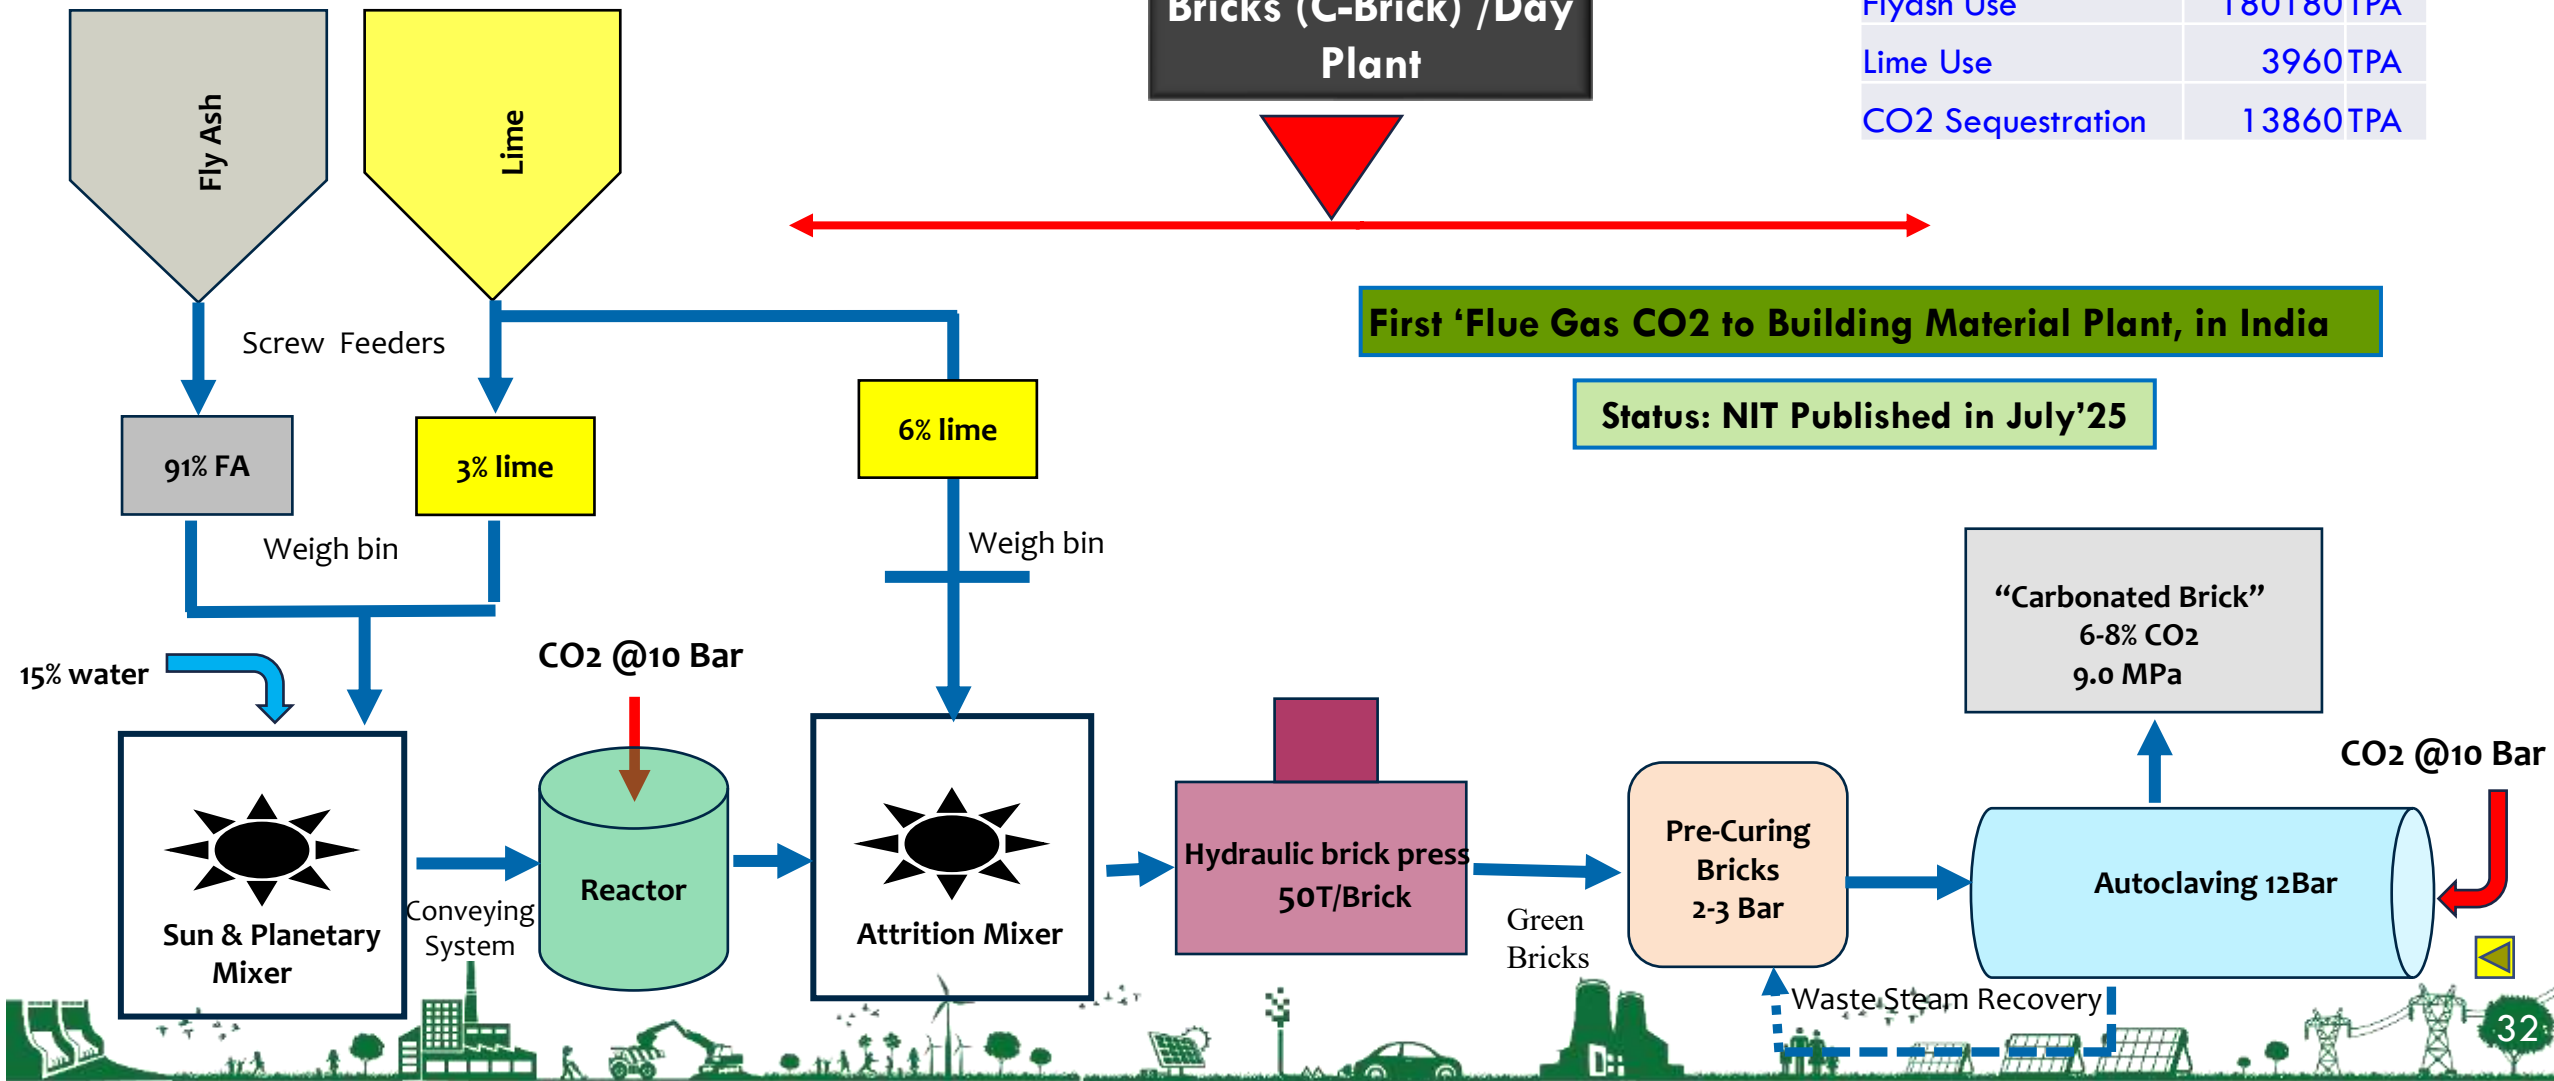 Bricks (C-Brick) /Day
Plant
Flyash Use 180180 TPA
Lime Use 3960 TPA
CO2 Sequestration 13860 TPA
Fly Ash
Lime
First ‘Flue Gas CO2 to Building Material Plant, in India
Status: NIT Published in July’25
Screw Feeders
91% FA
3% lime
6% lime
Weigh bin
Weigh bin
15% water
CO2 @10 Bar
“Carbonated Brick”
6-8% CO2
9.0 MPa
CO2 @10 Bar
Sun & Planetary
Mixer
Conveying
System
Reactor
Attrition Mixer
Hydraulic brick press
50T/Brick
Green
Bricks
Pre-Curing
Bricks
2-3 Bar
Autoclaving 12Bar
Waste Steam Recovery
32